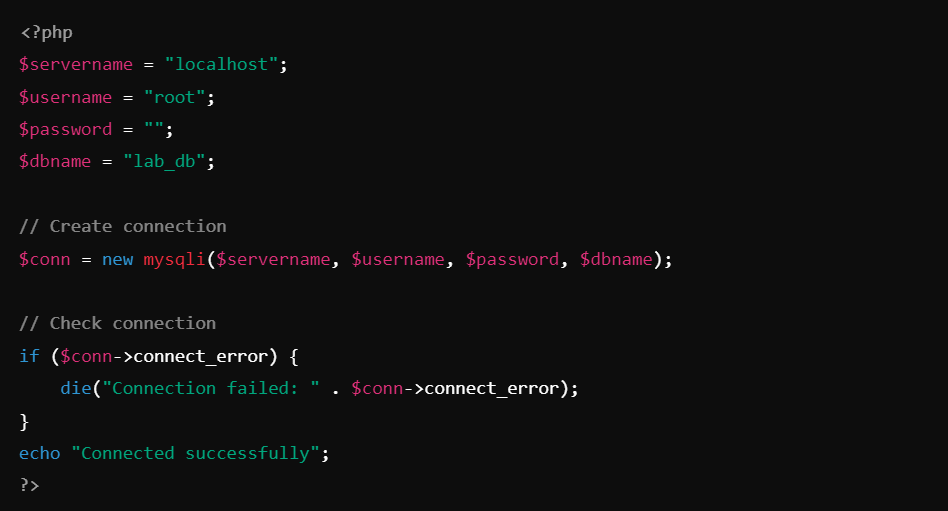 <?php
$servername = "localhost";
$username = "root";
$password = "";
$dbname = "lab_db";
// Create connection
$conn = new mysqli($servername, $username, $password, $dbname);
// Check connection
if ($conn->connect_error) {
    die("Connection failed: " . $conn->connect_error);
}
echo "Connected successfully";
?>